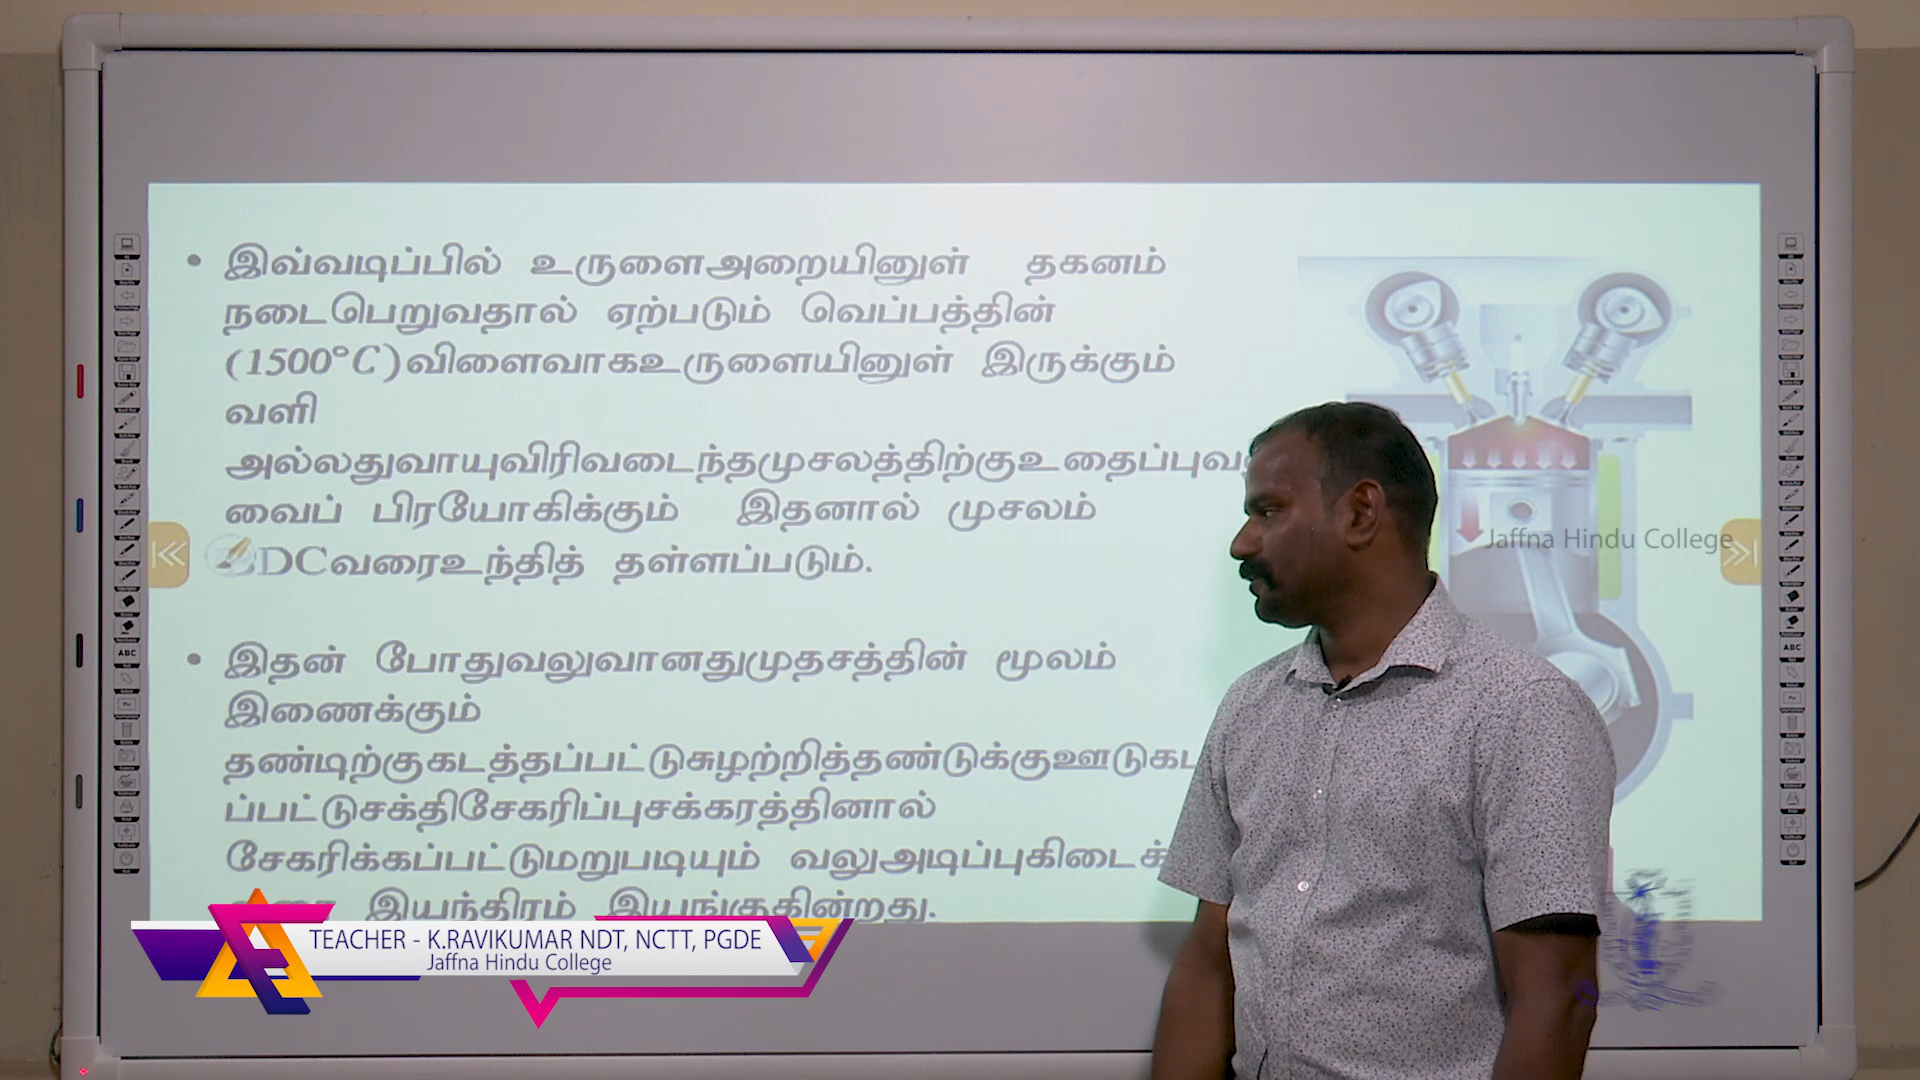 • இவ்வடிப்பில் உருளைஅறையினுள் தகனம்
நடைபெறுவதால் ஏற்படும் வெப்பத்தின்
(1500°C)விளைவாகஉருளையினுள் இருக்கும்
வளி
அல்லதுவாயுவிரிவடைந்தமுசலத்திற்குஉதைப்புவ
வைப் பிரயோகிக்கும் இதனால் முசலம்
DCவரைஉந்தித் தள்ளப்படும்.
• இதன் போதுவலுவானதுமுதசத்தின் மூலம்
இணைக்கும்
தண்டிற்குகடத்தப்பட்டுசுழற்றித்தண்டுக்குஊடுகட
ப்பட்டுசக்திசேகரிப்புசக்கரத்தினால்
சேகரிக்கப்பட்டுமறுபடியும் வலுஅடிப்புகிடைக்
இயந்திரம் இயங்குகின்றது.
Jaffna Hindu College
ABC
ABC
TEACHER - K.RAVIKUMAR NDT, NCTT, PGDE
Jaffna Hindu College